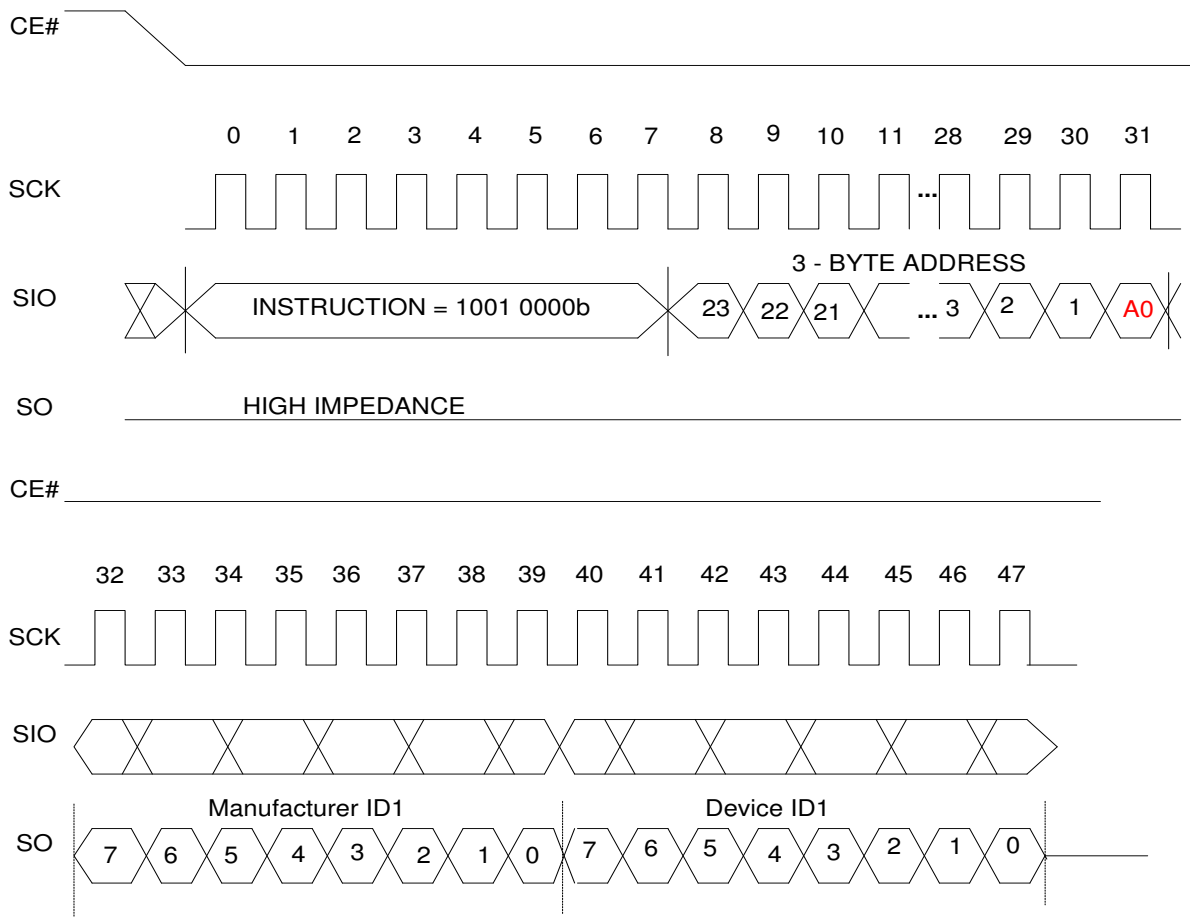 CE#
0 1 2 3 4 5 6 7 8 9 10 11 28 29 30 31
SCK ...
3 - BYTE ADDRESS
SIO INSTRUCTION = 1001 0000b 23 22 21 ... 3 2 1 A0
SO HIGH IMPEDANCE
CE#
32 33 34 35 36 37 38 39 40 41 42 43 44 45 46 47
SCK
SIO
Manufacturer ID1 Device ID1
SO 7 6 5 4 3 2 1 0 7 6 5 4 3 2 1 0